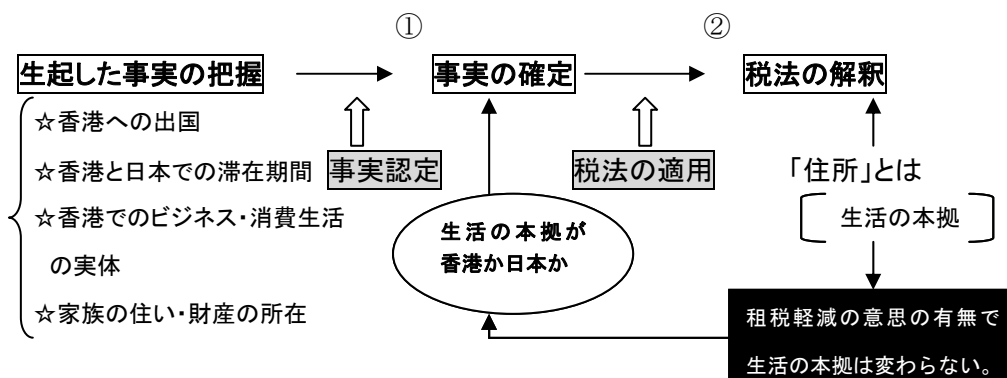 ① ②
生起した事実の把握 事実の確定 税法の解釈
☆香港への出国
☆香港と日本での滞在期間
☆香港でのビジネス・消費生活
の実体
☆家族の住い・財産の所在
事実認定
税法の適用
生活の本拠が
香港か日本か
「住所」とは
生活の本拠
租税軽減の意思の有無で
生活の本拠は変わらない。